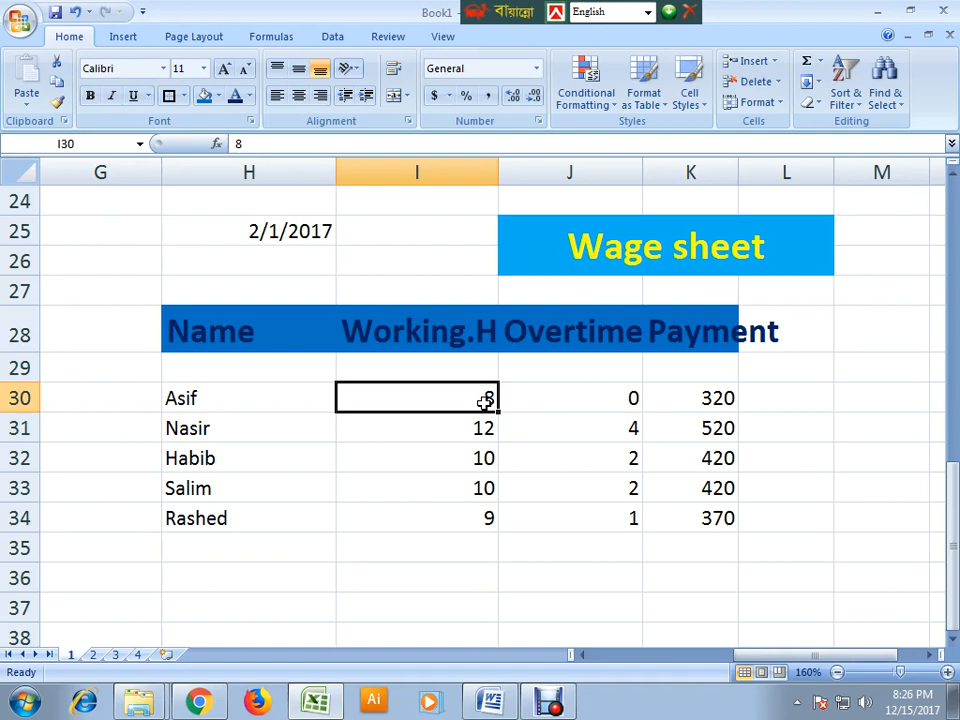 Book1
বায়ান্নো
English
Home Insert Page Layout Formulas Data Review View
Paste
Calibri 11
B I U
General
$ % ,
Conditional Formatting
Format as Table
Cell Styles
Insert
Delete
Format
Sort & Filter
Find & Select
Clipboard Font Alignment Number Styles Cells Editing
I30 fx 8
G H I J K L M
24
25 2/1/2017 Wage sheet
26
27
28 Name Working.H Overtime Payment
29
30 Asif 8 0 320
31 Nasir 12 4 520
32 Habib 10 2 420
33 Salim 10 2 420
34 Rashed 9 1 370
35
36
37
38
1 2 3 4
Ready 160%
8:26 PM
12/15/2017